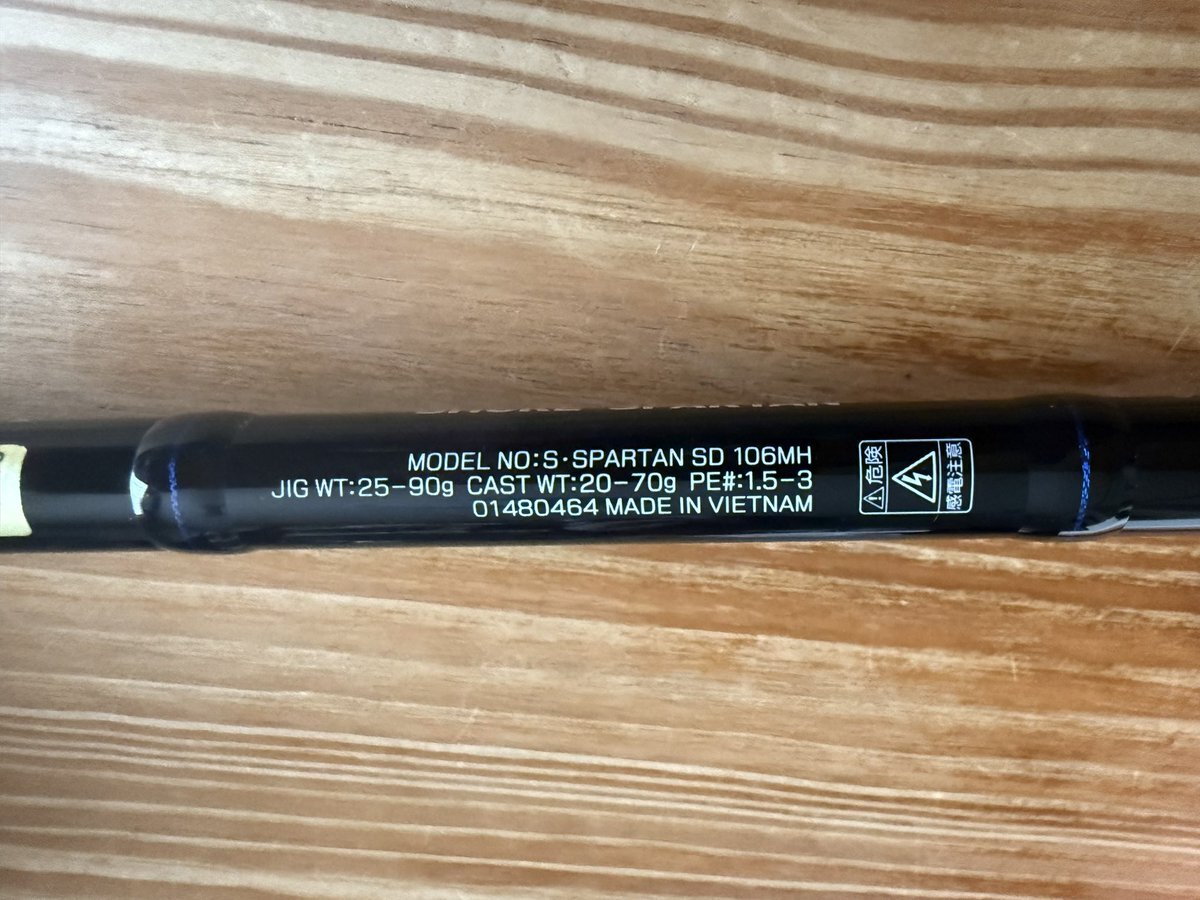 MODEL NO:S·SPARTAN SD 106MH
JIG WT:25-90g CAST WT:20-70g PE#:1.5-3
01480464 MADE IN VIETNAM
危険
感電注意